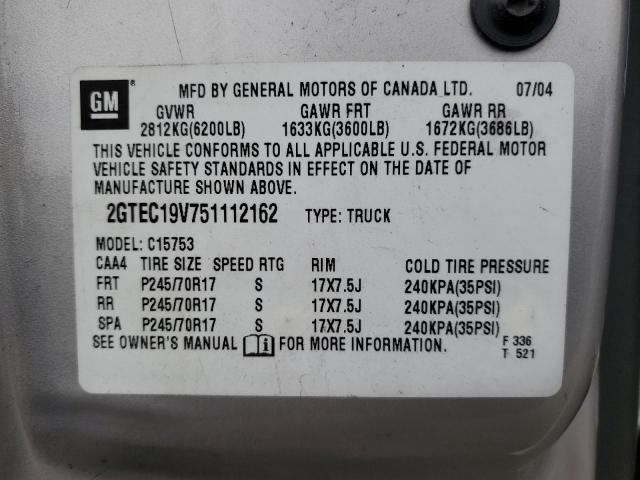 GM ® MFD BY GENERAL MOTORS OF CANADA LTD. 07/04
GVWR GAWR FRT GAWR RR
2812KG(6200LB) 1633KG(3600LB) 1672KG(3686LB)
THIS VEHICLE CONFORMS TO ALL APPLICABLE U.S. FEDERAL MOTOR
VEHICLE SAFETY STANDARDS IN EFFECT ON THE DATE OF
MANUFACTURE SHOWN ABOVE.
2GTEC19V751112162 TYPE: TRUCK
MODEL: C15753
CAA4 TIRE SIZE SPEED RTG RIM COLD TIRE PRESSURE
FRT P245/70R17 S 17X7.5J 240KPA(35PSI)
RR P245/70R17 S 17X7.5J 240KPA(35PSI)
SPA P245/70R17 S 17X7.5J 240KPA(35PSI)
SEE OWNER'S MANUAL FOR MORE INFORMATION. F 336
T 521